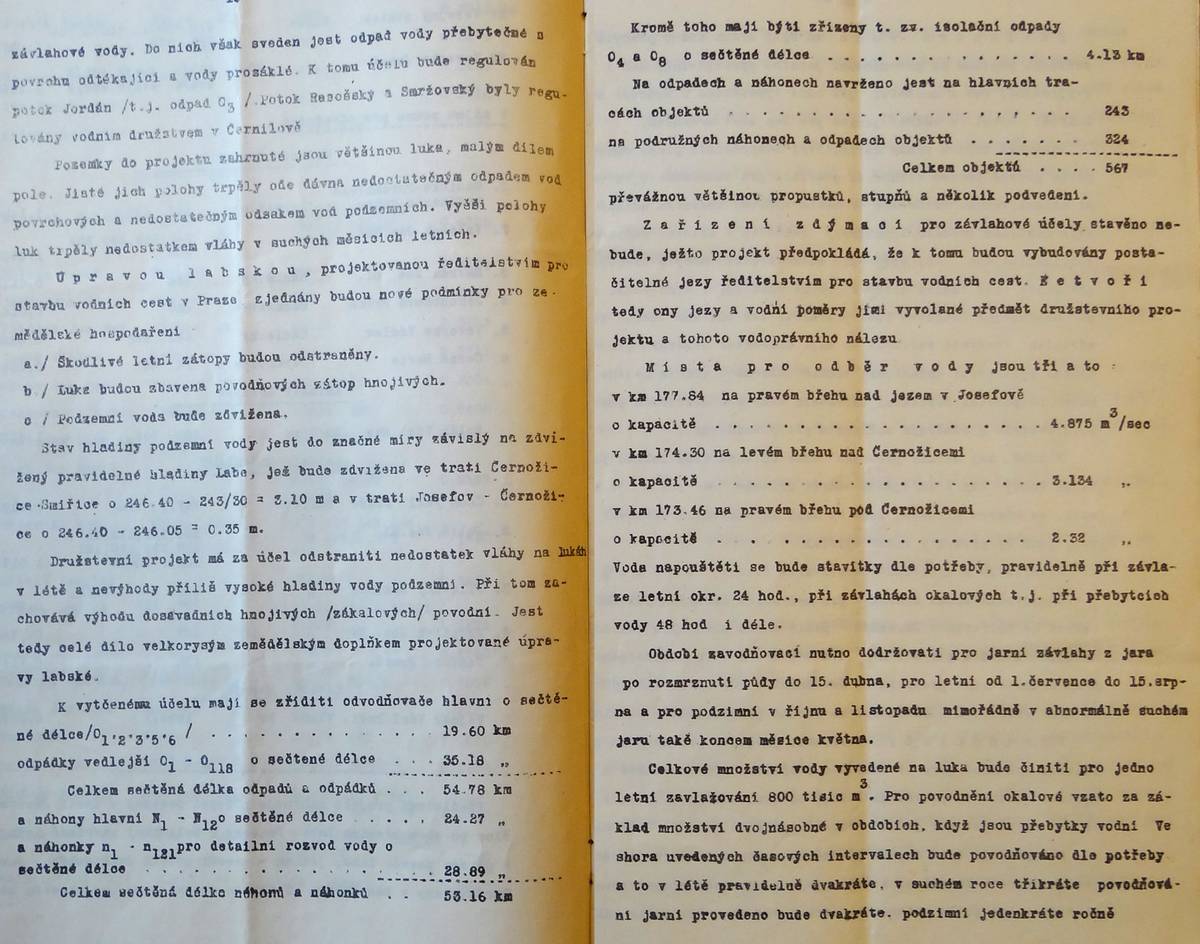 závlahové vody. Do nich však sveden jest odpad vody přebytečné s
povrchu odtékající a vody prosáklé. K tomu účelu bude regulován
potok Jordán /t.j. odpad O3 /. Potok Rasošský a Smržovský byly regu-
lovány vodním družstvem v Černilově
Pozemky do projektu zahrnuté jsou většinou luka, malým dílem
pole. Jisté jich polohy trpěly ode dávna nedostatečným odpadem vod
povrchových a nedostatečným odsakem vod podzemních. Vyšší polohy
luk trpěly nedostatkem vláhy v suchých měsících letních.
Ú p r a v o u l a b s k o u , projektovanou ředitelstvím pro
stavbu vodních cest v Praze zjednány budou nové podmínky pro ze-
mědělské hospodaření
a./ Škodlivé letní zátopy budou odstraněny.
b / Luka budou zbavena povodňových zátop hnojivých.
c / Podzemní voda bude zdvižena.
Stav hladiny podzemní vody jest do značné míry závislý na zdvi-
žený pravidelné hladiny Labe, jež bude zdvižena ve trati Černoži-
ce-Smiřice o 246.40 - 243/30 = 3.10 m a v trati Josefov - Černoži-
ce o 246.40 - 246.05 = 0.35 m.
Družstevní projekt má za účel odstraniti nedostatek vláhy na lukách
v létě a nevýhody příliš vysoké hladiny vody podzemní. Při tom za-
chovává výhodu dosavadních hnojivých /zákalových/ povodní. Jest
tedy celé dílo velkorysým zemědělským doplňkem projektované úpra-
vy labské.
K vytčenému účelu mají se zříditi odvodňovače hlavní o sečtě-
né délce/O1,2,3,5,6 / . . . . . . . . . . . . 19.60 km
odpádky vedlejší O1 - O118 o sečtené délce . . . 35.18 „
Celkem sečtěná délka odpadů a odpádků . . . 54.78 km
a náhony hlavní N1 - N12o sečtěné délce . . . . . 24.27 „
a náhonky n1 - n121pro detailní rozvod vody o
sečtěné délce . . . . . . . . . . . . . . . . 28.89 „
Celkem sečtěná délka náhonů a náhonků . . 53.16 km
Kromě toho mají býti zřízeny t. zv. isolační odpady
O4 a O8 o sečtěné délce . . . . . . . . . . . . . . . 4.13 km
Na odpadech a náhonech navrženo jest na hlavních tra-
cách objektů . . . . . . . . . . . . . . . . . . . 243
na podružných náhonech a odpadech objektů . . . . . . . 324
Celkem objektů . . . . 567
převážnou většinou propustků, stupňů a několik podvedení.
Z a ř í z e n í z d ý m a c í pro závlahové účely stavěno ne-
bude, ježto projekt předpokládá, že k tomu budou vybudovány posta-
čitelné jezy ředitelstvím pro stavbu vodních cest. N e t v o ř í
tedy ony jezy a vodní poměry jimi vyvolané předmět družstevního pro-
jektu a tohoto vodoprávního nálezu
M í s t a p r o o d b ě r v o d y jsou tři a to :
v km 177.84 na pravém břehu nad jezem v Josefově
o kapacitě . . . . . . . . . . . . . . . . . . . 4.875 m3/sec
v km 174.30 na levém břehu nad Černožicemi
o kapacitě . . . . . . . . . . . . . . . . . . . 3.134 „
v km 173.46 na pravém břehu pod Černožicemi
o kapacitě . . . . . . . . . . . . . . . . . . 2.32 „
Voda napouštěti se bude stavítky dle potřeby, pravidelně při závla-
ze letní okr. 24 hod., při závlahách okalových t.j. při přebytcích
vody 48 hod i déle.
Období zavodňovací nutno dodržovati pro jarní závlahy z jara
po rozmrznutí půdy do 15. dubna, pro letní od 1.července do 15.srp-
na a pro podzimní v říjnu a listopadu mimořádně v abnormálně suchém
jaru také koncem měsíce května.
Celkové množství vody vyvedené na luka bude činiti pro jedno
letní zavlažování 800 tisíc m3. Pro povodnění okalové vzato za zá-
klad množství dvojnásobné v obdobích, když jsou přebytky vodní Ve
shora uvedených časových intervalech bude povodňováno dle potřeby
a to v létě pravidelně dvakráte, v suchém roce tříkráte povodňová-
ní jarní provedeno bude dvakráte. podzimní jedenkráte ročně